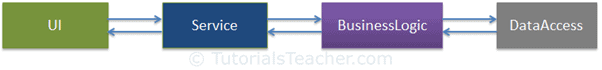 UI Service BusinessLogic DataAccess
© TutorialsTeacher.com